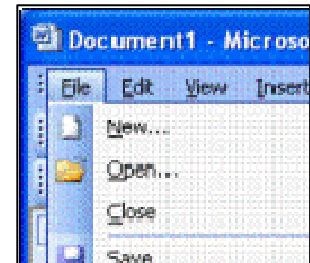 Document1 - Microso
File Edit View Insert
New...
Open...
Close
Save